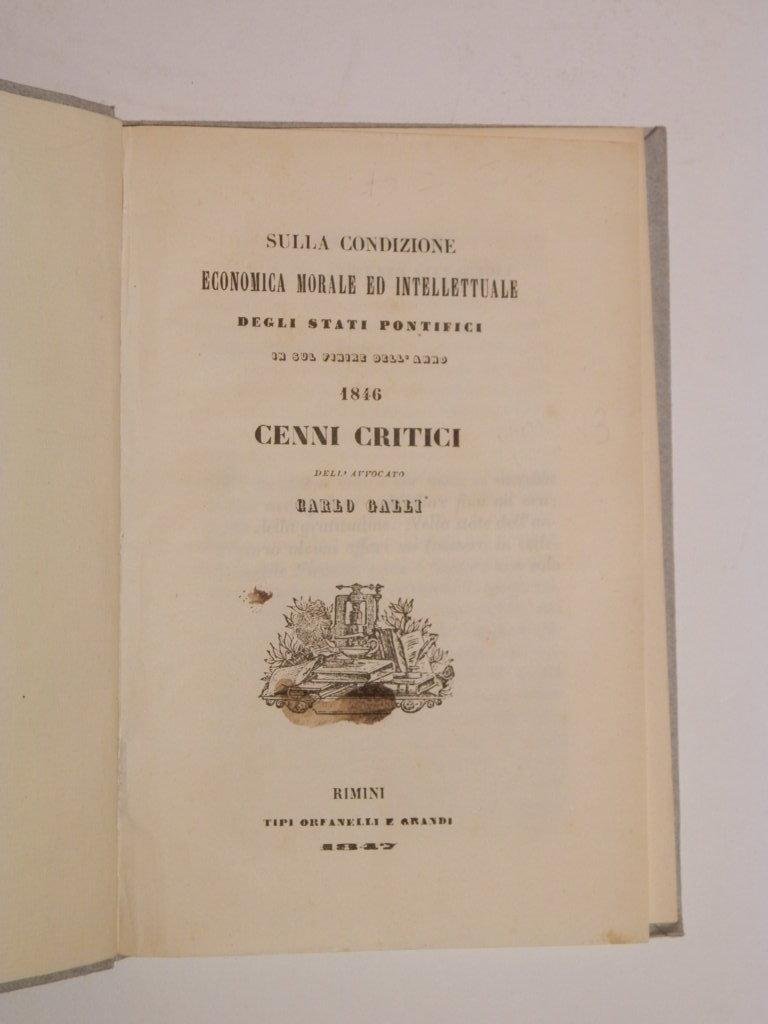 SULLA CONDIZIONE
ECONOMICA MORALE ED INTELLETTUALE
DEGLI STATI PONTIFICI
IN SUL FINIRE DELL'ANNO
1846
CENNI CRITICI
DELL'AVVOCATO
CARLO GALLI
RIMINI
TIPI ORFANELLI E GRANDI
1847